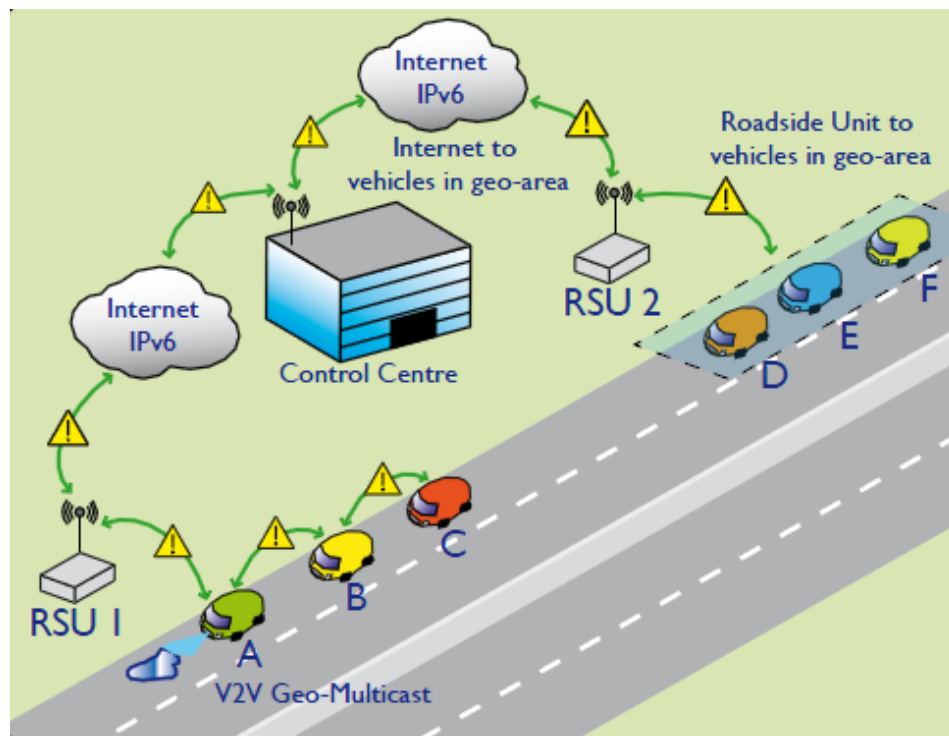 Internet
IPv6
Internet to
vehicles in geo-area
Roadside Unit to
vehicles in geo-area
Internet
IPv6
Control Centre
RSU 2
F
E
D
C
B
A
RSU 1
V2V Geo-Multicast